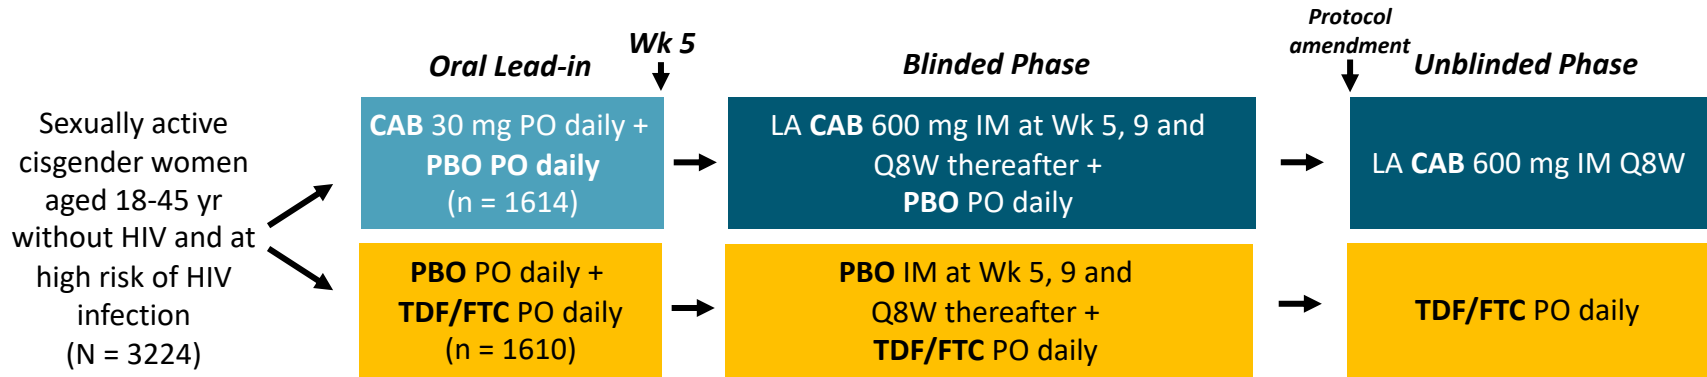 Sexually active
cisgender women
aged 18-45 yr
without HIV and at
high risk of HIV
infection
(N = 3224)
Oral Lead-in
Wk 5
CAB 30 mg PO daily +
PBO PO daily
(n = 1614)
PBO PO daily +
TDF/FTC PO daily
(n = 1610)
Blinded Phase
LA CAB 600 mg IM at Wk 5, 9 and
Q8W thereafter +
PBO PO daily
PBO IM at Wk 5, 9 and
Q8W thereafter +
TDF/FTC PO daily
Protocol
amendment
Unblinded Phase
LA CAB 600 mg IM Q8W
TDF/FTC PO daily